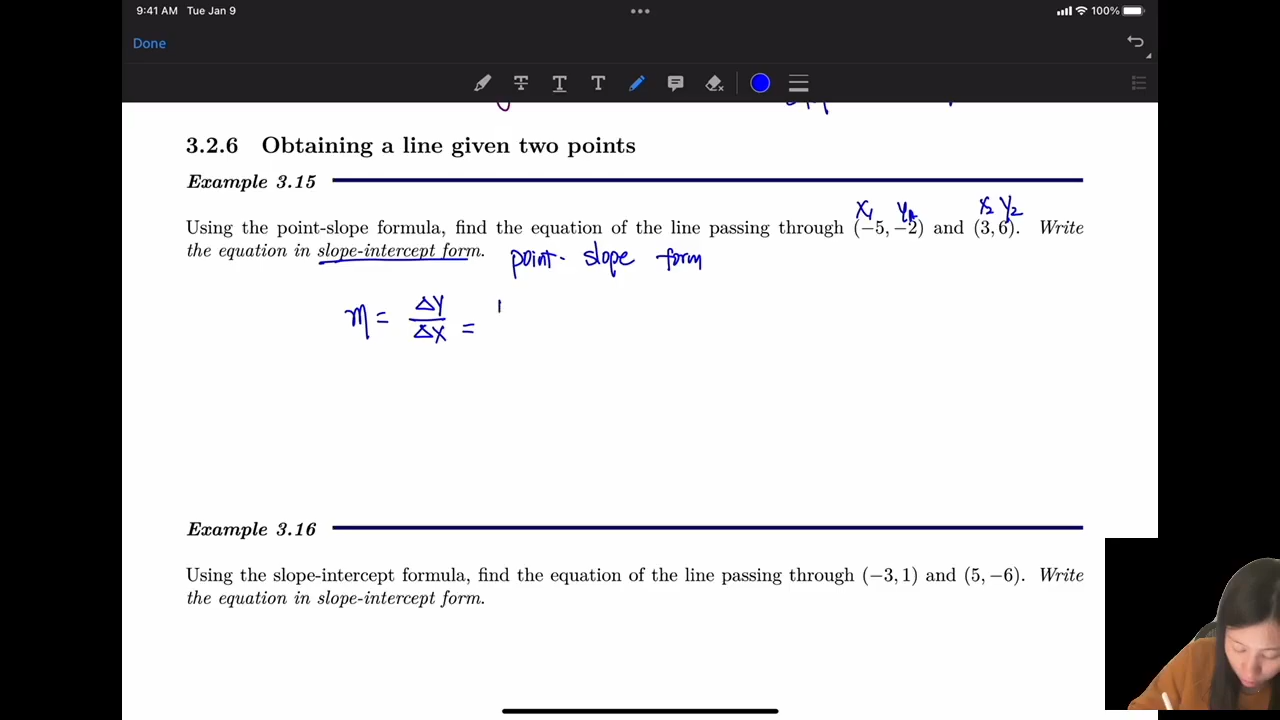 9:41 AM Tue Jan 9
100%
Done
3.2.6 Obtaining a line given two points
Example 3.15
X1 Y1 X2 Y2
Using the point-slope formula, find the equation of the line passing through (−5, −2) and (3, 6). Write
the equation in slope-intercept form. point- slope form
m = ΔY/ΔX =
Example 3.16
Using the slope-intercept formula, find the equation of the line passing through (−3, 1) and (5, −6). Write
the equation in slope-intercept form.